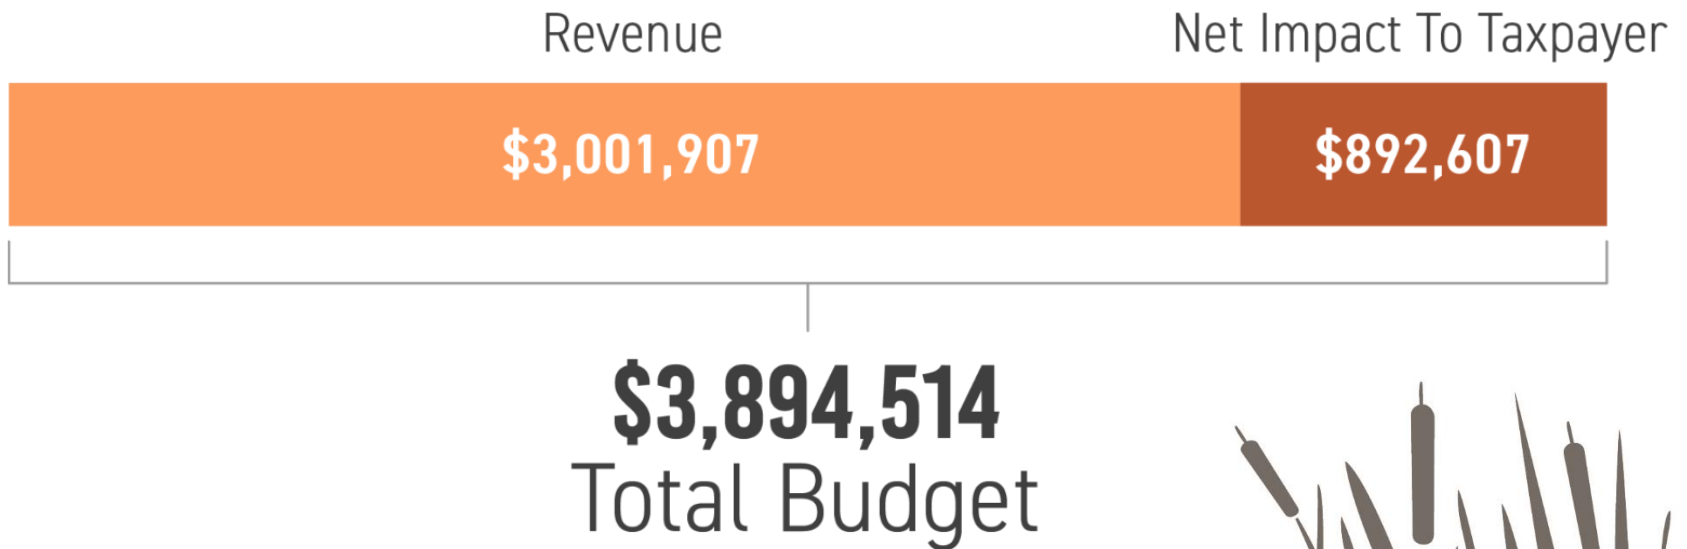 Revenue
Net Impact To Taxpayer
$3,001,907
$892,607
$3,894,514
Total Budget